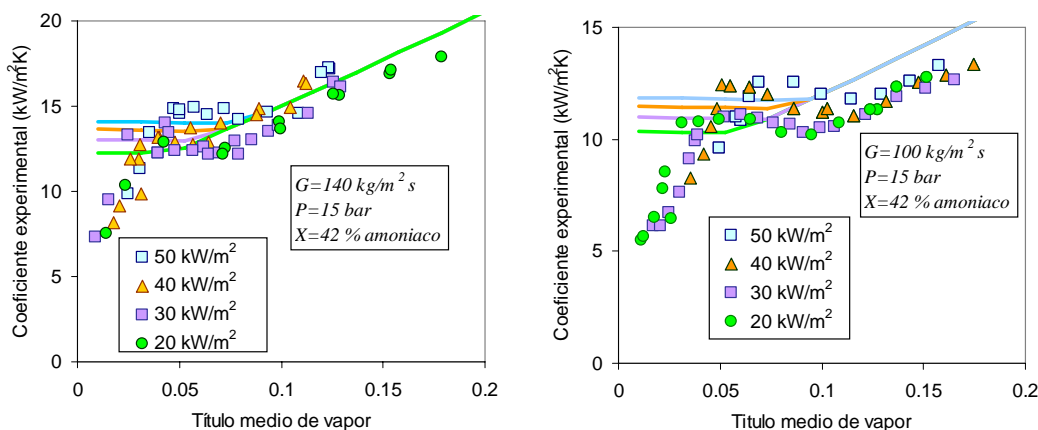 20
15
10
5
0
0
0.05
0.1
0.15
0.2
Título medio de vapor
Coeficiente experimental (kW/m²K)
G=140 kg/m² s
P=15 bar
X=42 % amoniaco
50 kW/m²
40 kW/m²
30 kW/m²
20 kW/m²
15
10
5
0
0
0.05
0.1
0.15
0.2
Título medio de vapor
Coeficiente experimental (kW/m²K)
G=100 kg/m² s
P=15 bar
X=42 % amoniaco
50 kW/m²
40 kW/m²
30 kW/m²
20 kW/m²